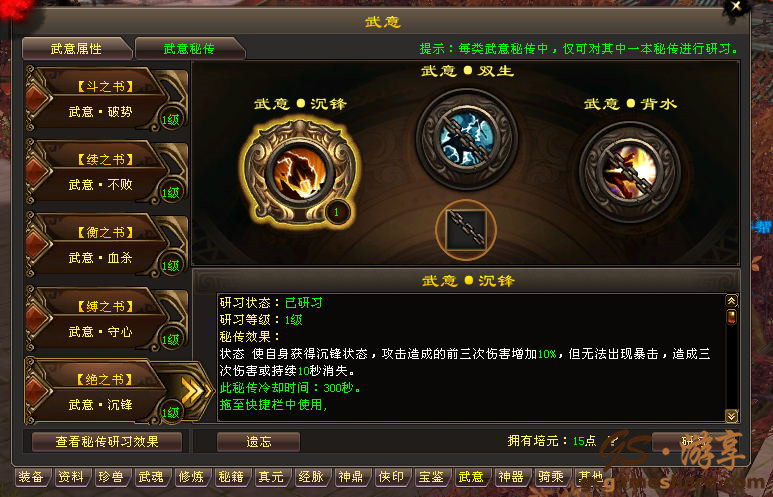 武意
武意属性
武意秘传
提示：每类武意秘传中，仅可对其中一本秘传进行研习。
【斗之书】
武意·破势
1级
【续之书】
武意·不败
1级
【衡之书】
武意·血杀
1级
【缚之书】
武意·守心
1级
【绝之书】
武意·沉锋
1级
武意●沉锋
1
武意●双生
武意●背水
武意●沉锋
研习状态：已研习
研习等级：1级
秘传效果：
状态 使自身获得沉锋状态，攻击造成的前三次伤害增加10%，但无法出现暴击，造成三
次伤害或持续10秒消失。
此秘传冷却时间：300秒。
拖至快捷栏中使用,
查看秘传研习效果
遗忘
拥有培元：15点
GS·游享
装备 资料 珍兽 武魂 修炼 秘籍 真元 经脉 神鼎 侠印 宝鉴 武意 神器 骑乘 其他